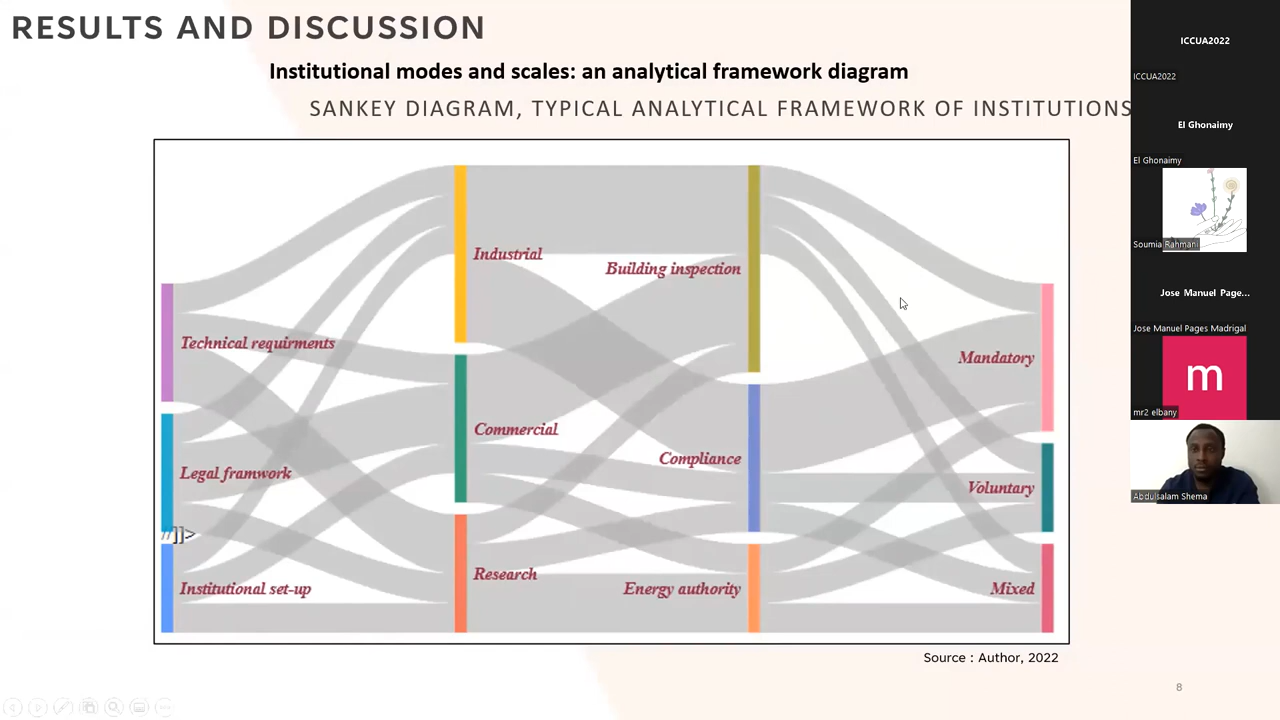 RESULTS AND DISCUSSION
Institutional modes and scales: an analytical framework diagram
SANKEY DIAGRAM, TYPICAL ANALYTICAL FRAMEWORK OF INSTITUTIONS
Industrial
Building inspection
Technical requirments
Mandatory
Commercial
Compliance
Legal framwork
Voluntary
//]]>
Research
Institutional set-up
Energy authority
Mixed
Source : Author, 2022
8
ICCUA2022
ICCUA2022
El Ghonaimy
El Ghonaimy
Soumia Rahmani
Jose Manuel Page...
Jose Manuel Pages Madrigal
m
mr2 elbany
Abdulsalam Shema